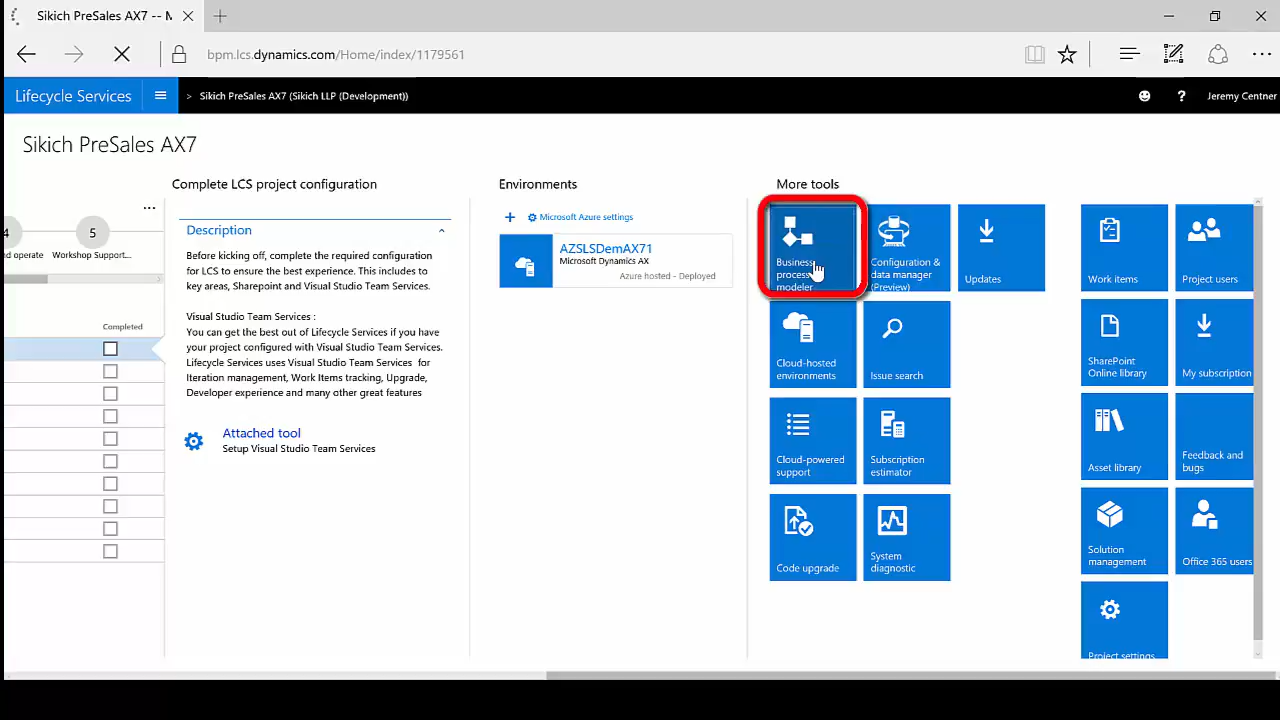 Sikich PreSales AX7 -- M
bpm.lcs.dynamics.com/Home/index/1179561
Lifecycle Services
> Sikich PreSales AX7 (Sikich LLP (Development))
?
Jeremy Centner
Sikich PreSales AX7
4
d operate
5
Workshop Support...
Completed
Complete LCS project configuration
Description
Before kicking off, complete the required configuration
for LCS to ensure the best experience. This includes to
key areas, Sharepoint and Visual Studio Team Services.
Visual Studio Team Services :
You can get the best out of Lifecycle Services if you have
your project configured with Visual Studio Team Services.
Lifecycle Services uses Visual Studio Team Services for
Iteration management, Work Items tracking, Upgrade,
Developer experience and many other great features
Attached tool
Setup Visual Studio Team Services
Environments
Microsoft Azure settings
AZSLSDemAX71
Microsoft Dynamics AX
Azure hosted - Deployed
More tools
Business
process
modeler
Configuration &
data manager
(Preview)
Updates
Cloud-hosted
environments
Issue search
Cloud-powered
support
Subscription
estimator
Code upgrade
System
diagnostic
Work items
Project users
SharePoint
Online library
My subscription
Asset library
Feedback and
bugs
Solution
management
Office 365 users
Project settings